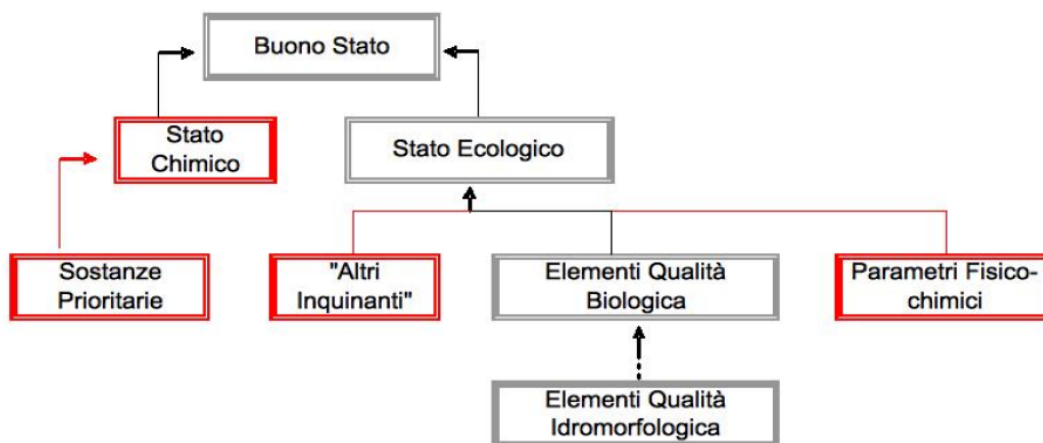 Buono Stato
Stato
Chimico
Stato Ecologico
Sostanze
Prioritarie
"Altri
Inquinanti"
Elementi Qualità
Biologica
Parametri Fisico-
chimici
Elementi Qualità
Idromorfologica